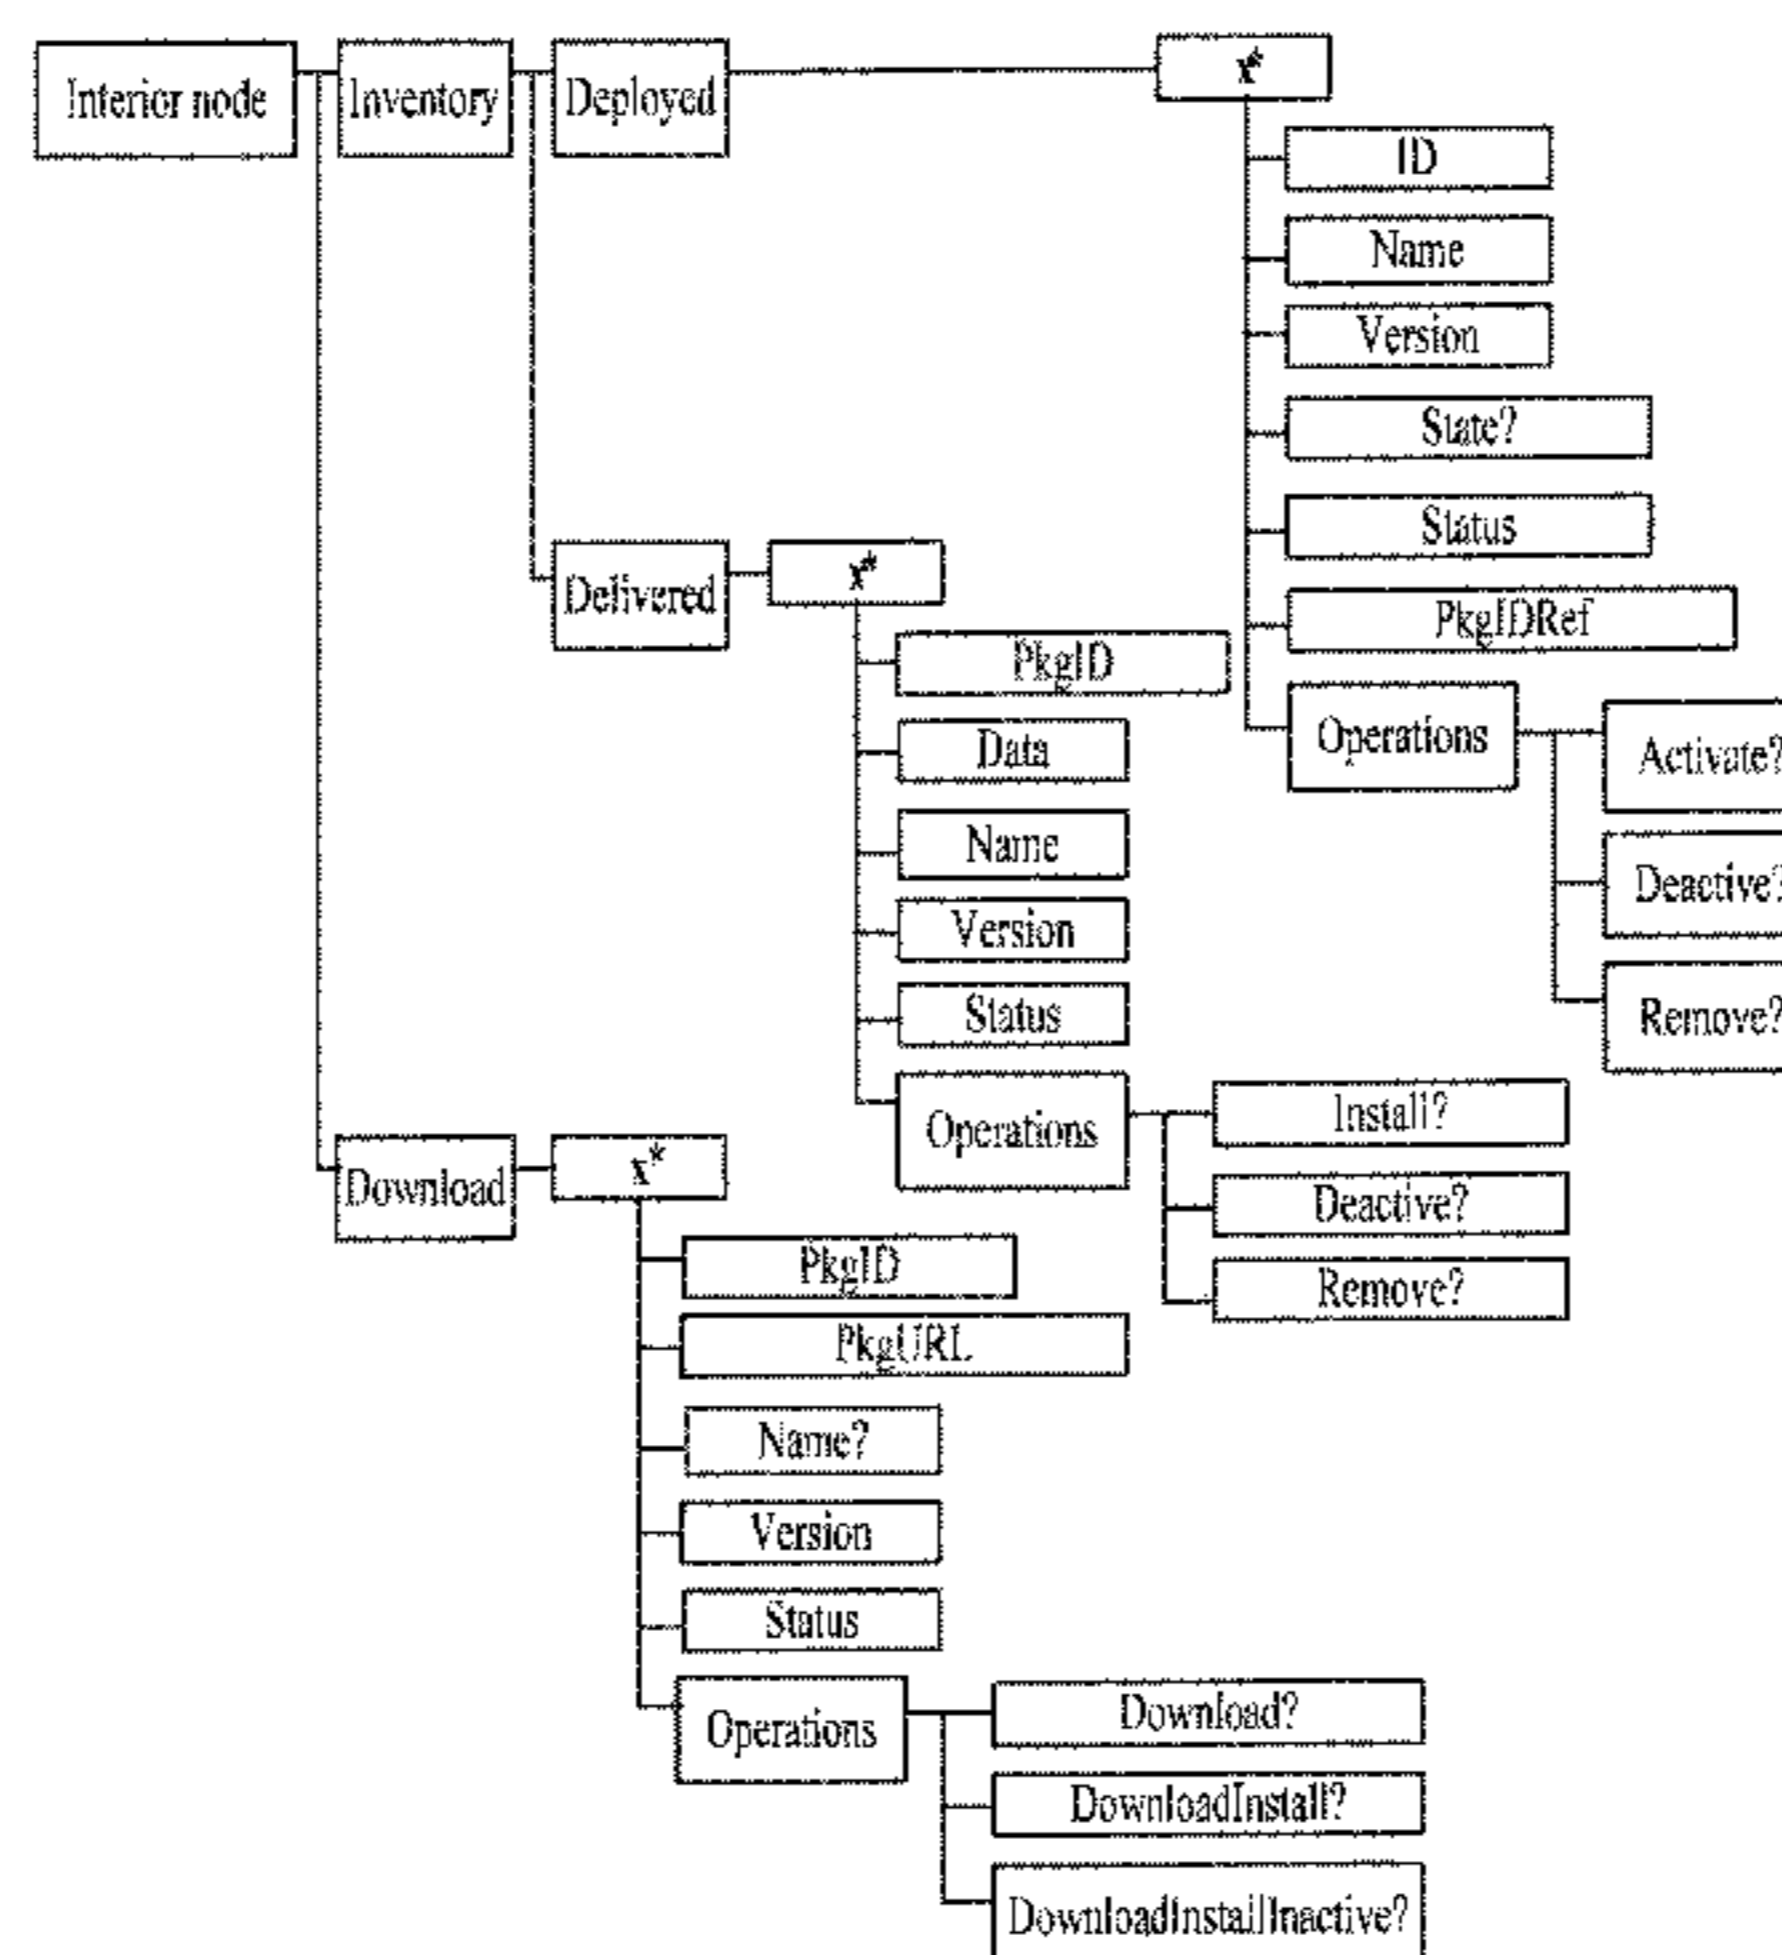 Interior node
Inventory
Deployed
x*
ID
Name
Version
State?
Status
PkgIDRef
Operations
Activate?
Deactive?
Remove?
Delivered
x*
PkgID
Data
Name
Version
Status
Operations
Install?
Deactive?
Remove?
Download
x*
PkgID
PkgURL
Name?
Version
Status
Operations
Download?
DownloadInstall?
DownloadInstallInactive?